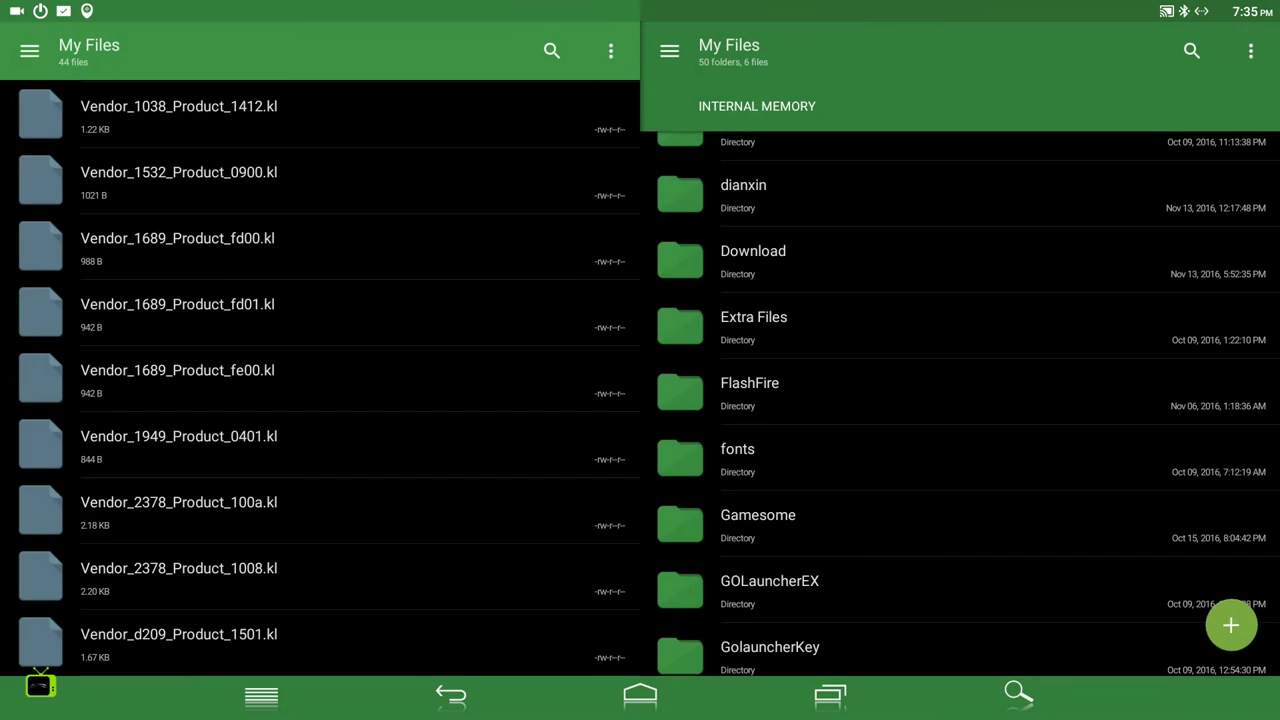 7:35 PM
My Files
44 files
Vendor_1038_Product_1412.kl
1.22 KB
-rw-r--r--
Vendor_1532_Product_0900.kl
1021 B
-rw-r--r--
Vendor_1689_Product_fd00.kl
988 B
-rw-r--r--
Vendor_1689_Product_fd01.kl
942 B
-rw-r--r--
Vendor_1689_Product_fe00.kl
942 B
-rw-r--r--
Vendor_1949_Product_0401.kl
844 B
-rw-r--r--
Vendor_2378_Product_100a.kl
2.18 KB
-rw-r--r--
Vendor_2378_Product_1008.kl
2.20 KB
-rw-r--r--
Vendor_d209_Product_1501.kl
1.67 KB
-rw-r--r--
My Files
50 folders, 6 files
INTERNAL MEMORY
Directory
Oct 09, 2016, 11:13:38 PM
dianxin
Directory
Nov 13, 2016, 12:17:48 PM
Download
Directory
Nov 13, 2016, 5:52:35 PM
Extra Files
Directory
Oct 09, 2016, 1:22:10 PM
FlashFire
Directory
Nov 06, 2016, 1:18:36 AM
fonts
Directory
Oct 09, 2016, 7:12:19 AM
Gamesome
Directory
Oct 15, 2016, 8:04:42 PM
GOLauncherEX
Directory
Oct 09, PM
GolauncherKey
Directory
Oct 09, 2016, 12:54:30 PM